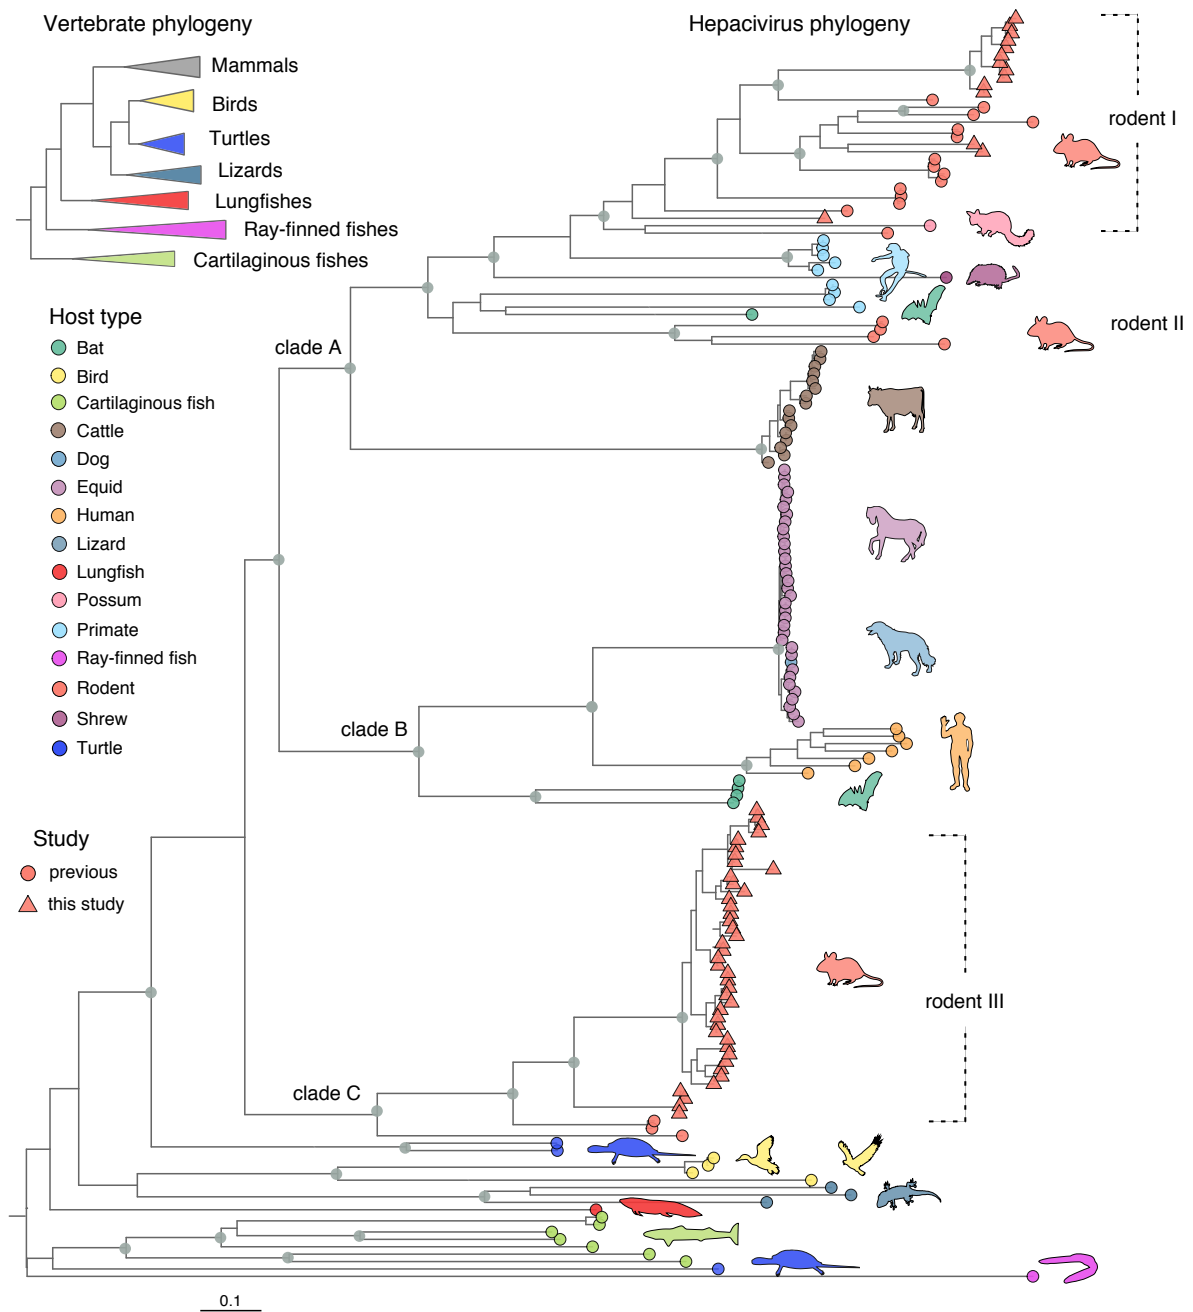 Vertebrate phylogeny
Hepacivirus phylogeny
Mammals
Birds
Turtles
Lizards
Lungfishes
Ray-finned fishes
Cartilaginous fishes
rodent I
rodent II
Host type
Bat
Bird
Cartilaginous fish
Cattle
Dog
Equid
Human
Lizard
Lungfish
Possum
Primate
Ray-finned fish
Rodent
Shrew
Turtle
clade A
clade B
Study
previous
this study
rodent III
clade C
0.1